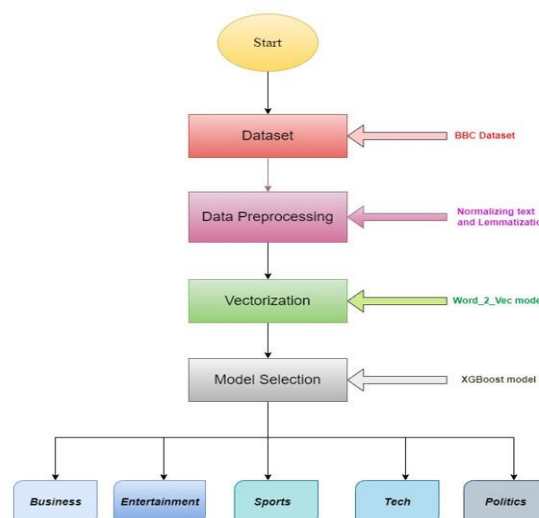 Start
Dataset
BBC Dataset
Data Preprocessing
Normalizing text
and Lemmatizatio
Vectorization
Word_2_Vec mode
Model Selection
XGBoost model
Business
Entertainment
Sports
Tech
Politics